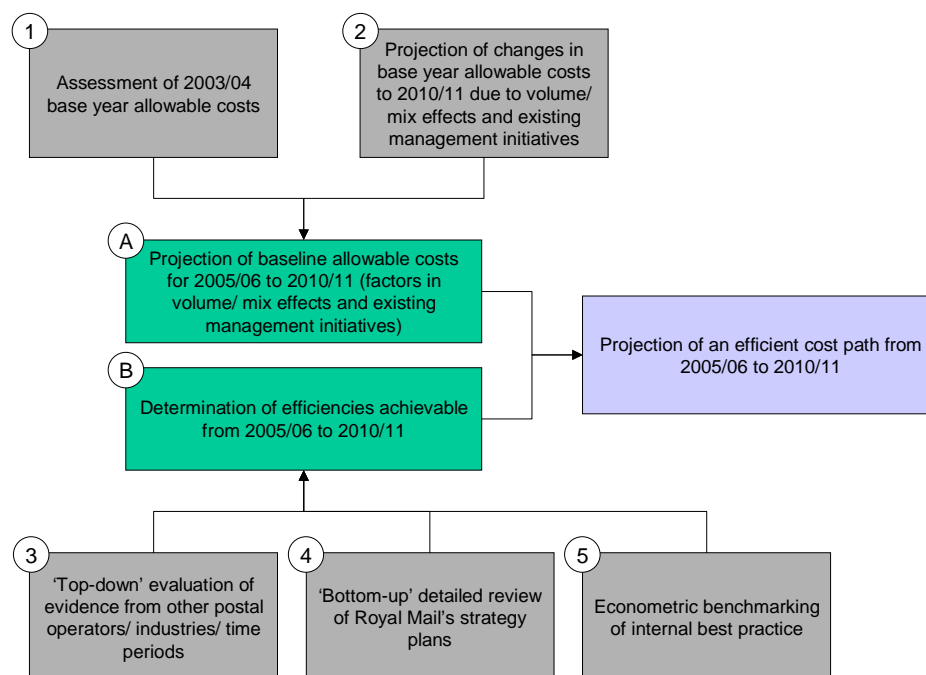 1
Assessment of 2003/04
base year allowable costs
2
Projection of changes in
base year allowable costs
to 2010/11 due to volume/
mix effects and existing
management initiatives
A
Projection of baseline allowable costs
for 2005/06 to 2010/11 (factors in
volume/ mix effects and existing
management initiatives)
B
Determination of efficiencies achievable
from 2005/06 to 2010/11
Projection of an efficient cost path from
2005/06 to 2010/11
3
‘Top-down’ evaluation of
evidence from other postal
operators/ industries/ time
periods
4
‘Bottom-up’ detailed review
of Royal Mail’s strategy
plans
5
Econometric benchmarking
of internal best practice